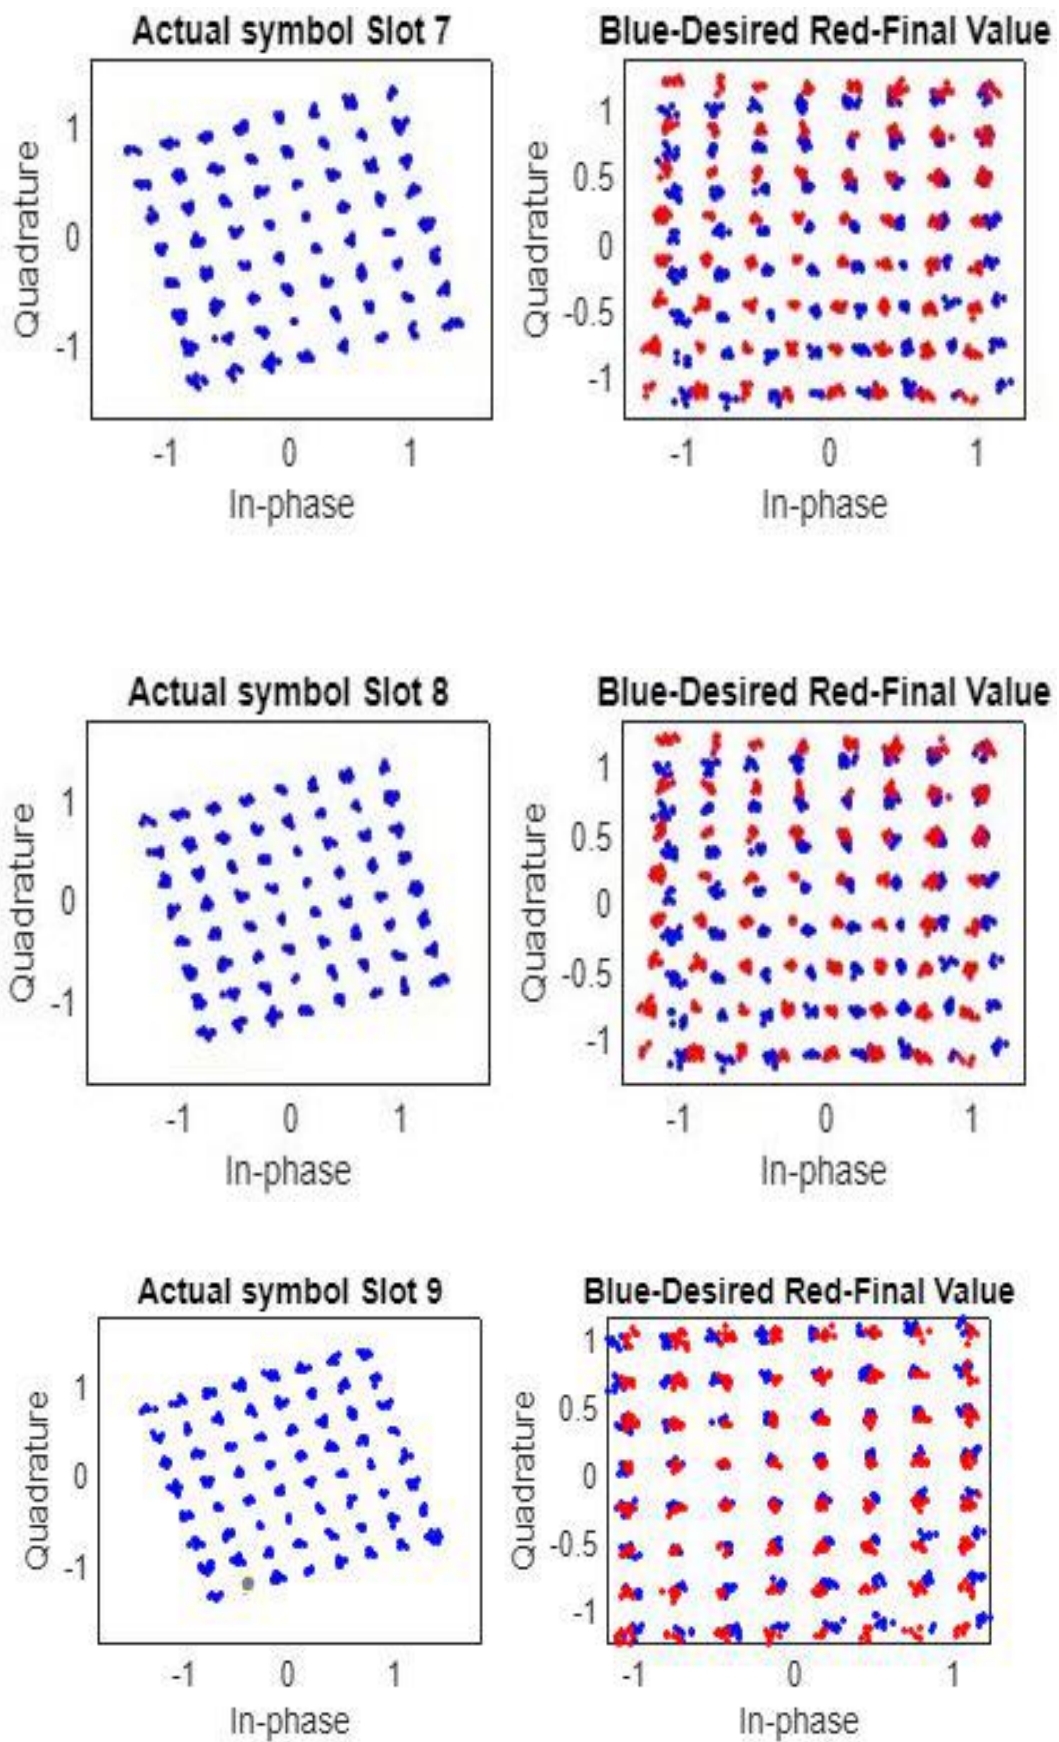 Actual symbol Slot 7
Blue-Desired Red-Final Value
Quadrature
1
0
-1
-1 0 1
In-phase
Quadrature
1
0.5
0
-0.5
-1
-1 0 1
In-phase
Actual symbol Slot 8
Blue-Desired Red-Final Value
Quadrature
1
0
-1
-1 0 1
In-phase
Quadrature
1
0.5
0
-0.5
-1
-1 0 1
In-phase
Actual symbol Slot 9
Blue-Desired Red-Final Value
Quadrature
1
0
-1
-1 0 1
In-phase
Quadrature
1
0.5
0
-0.5
-1
-1 0 1
In-phase